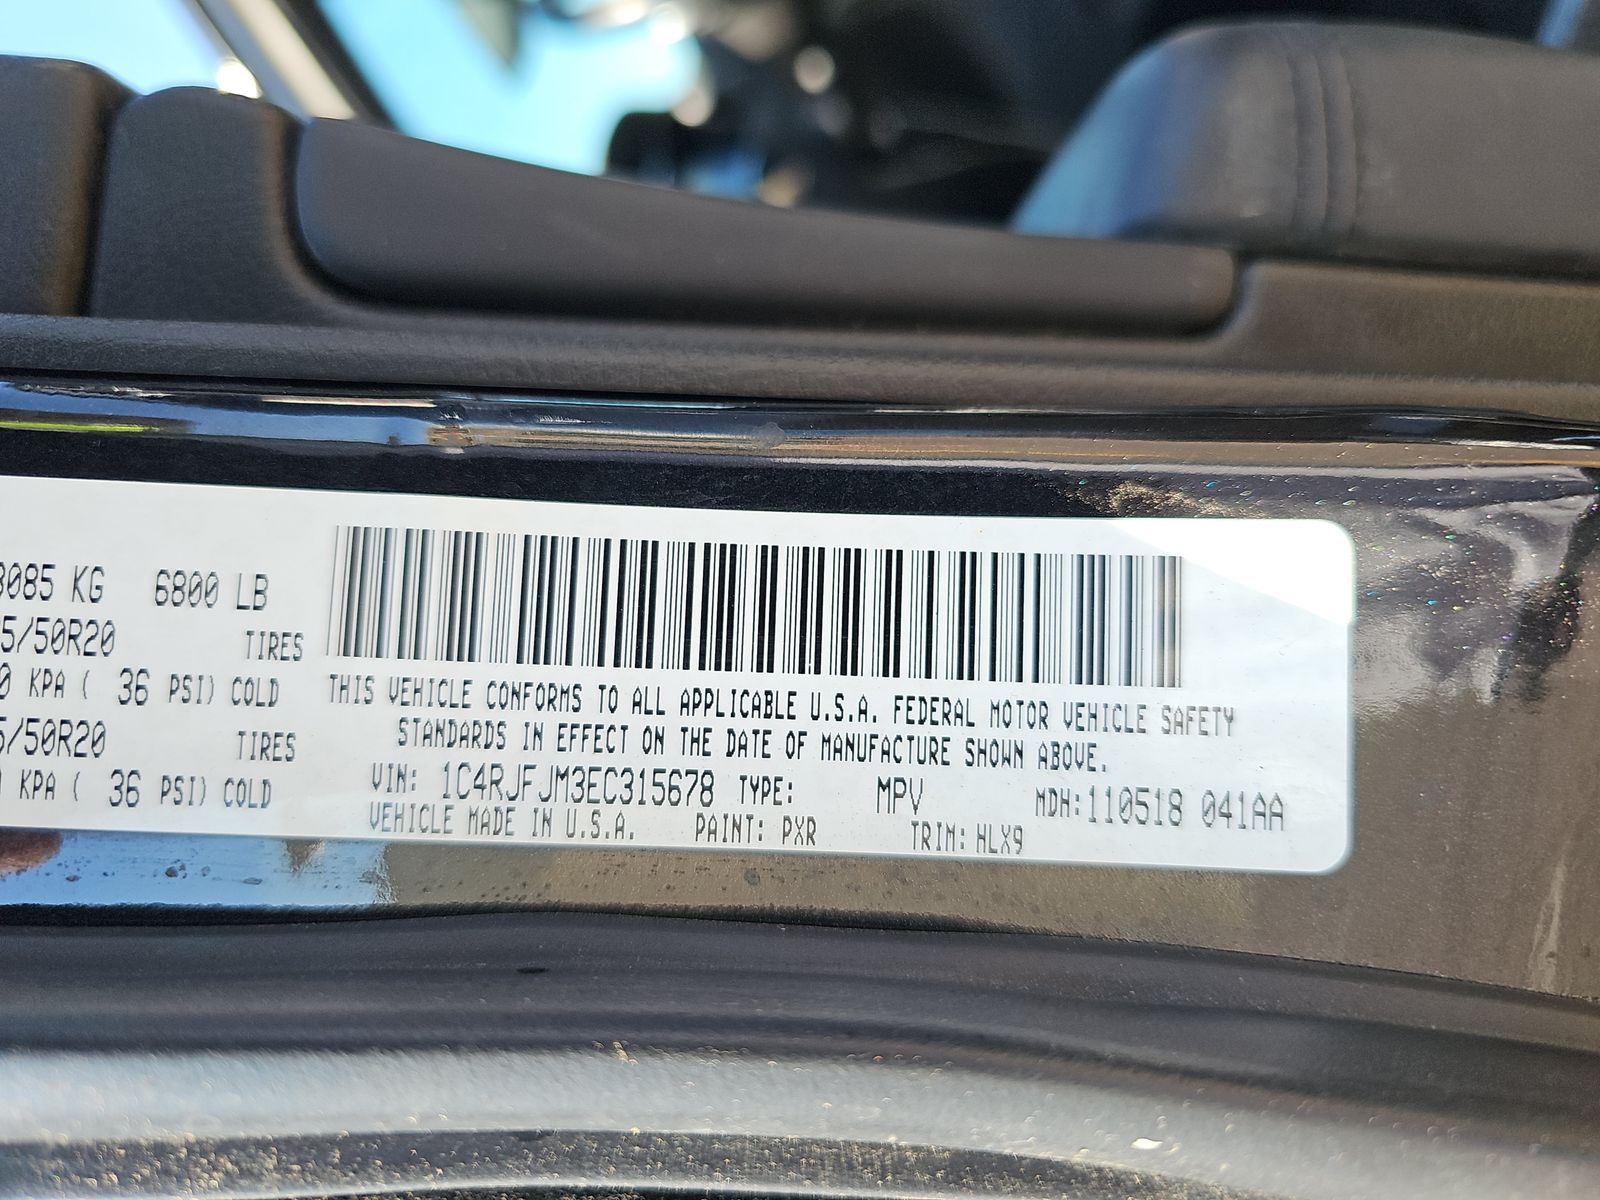 3085 KG 6800 LB
5/50R20 TIRES
0 KPA ( 36 PSI) COLD
5/50R20 TIRES
KPA ( 36 PSI) COLD
THIS VEHICLE CONFORMS TO ALL APPLICABLE U.S.A. FEDERAL MOTOR VEHICLE SAFETY
STANDARDS IN EFFECT ON THE DATE OF MANUFACTURE SHOWN ABOVE.
VIN: 1C4RJFJM3EC315678 TYPE: MPV MDH:110518 041AA
VEHICLE MADE IN U.S.A. PAINT: PXR TRIM: HLX9